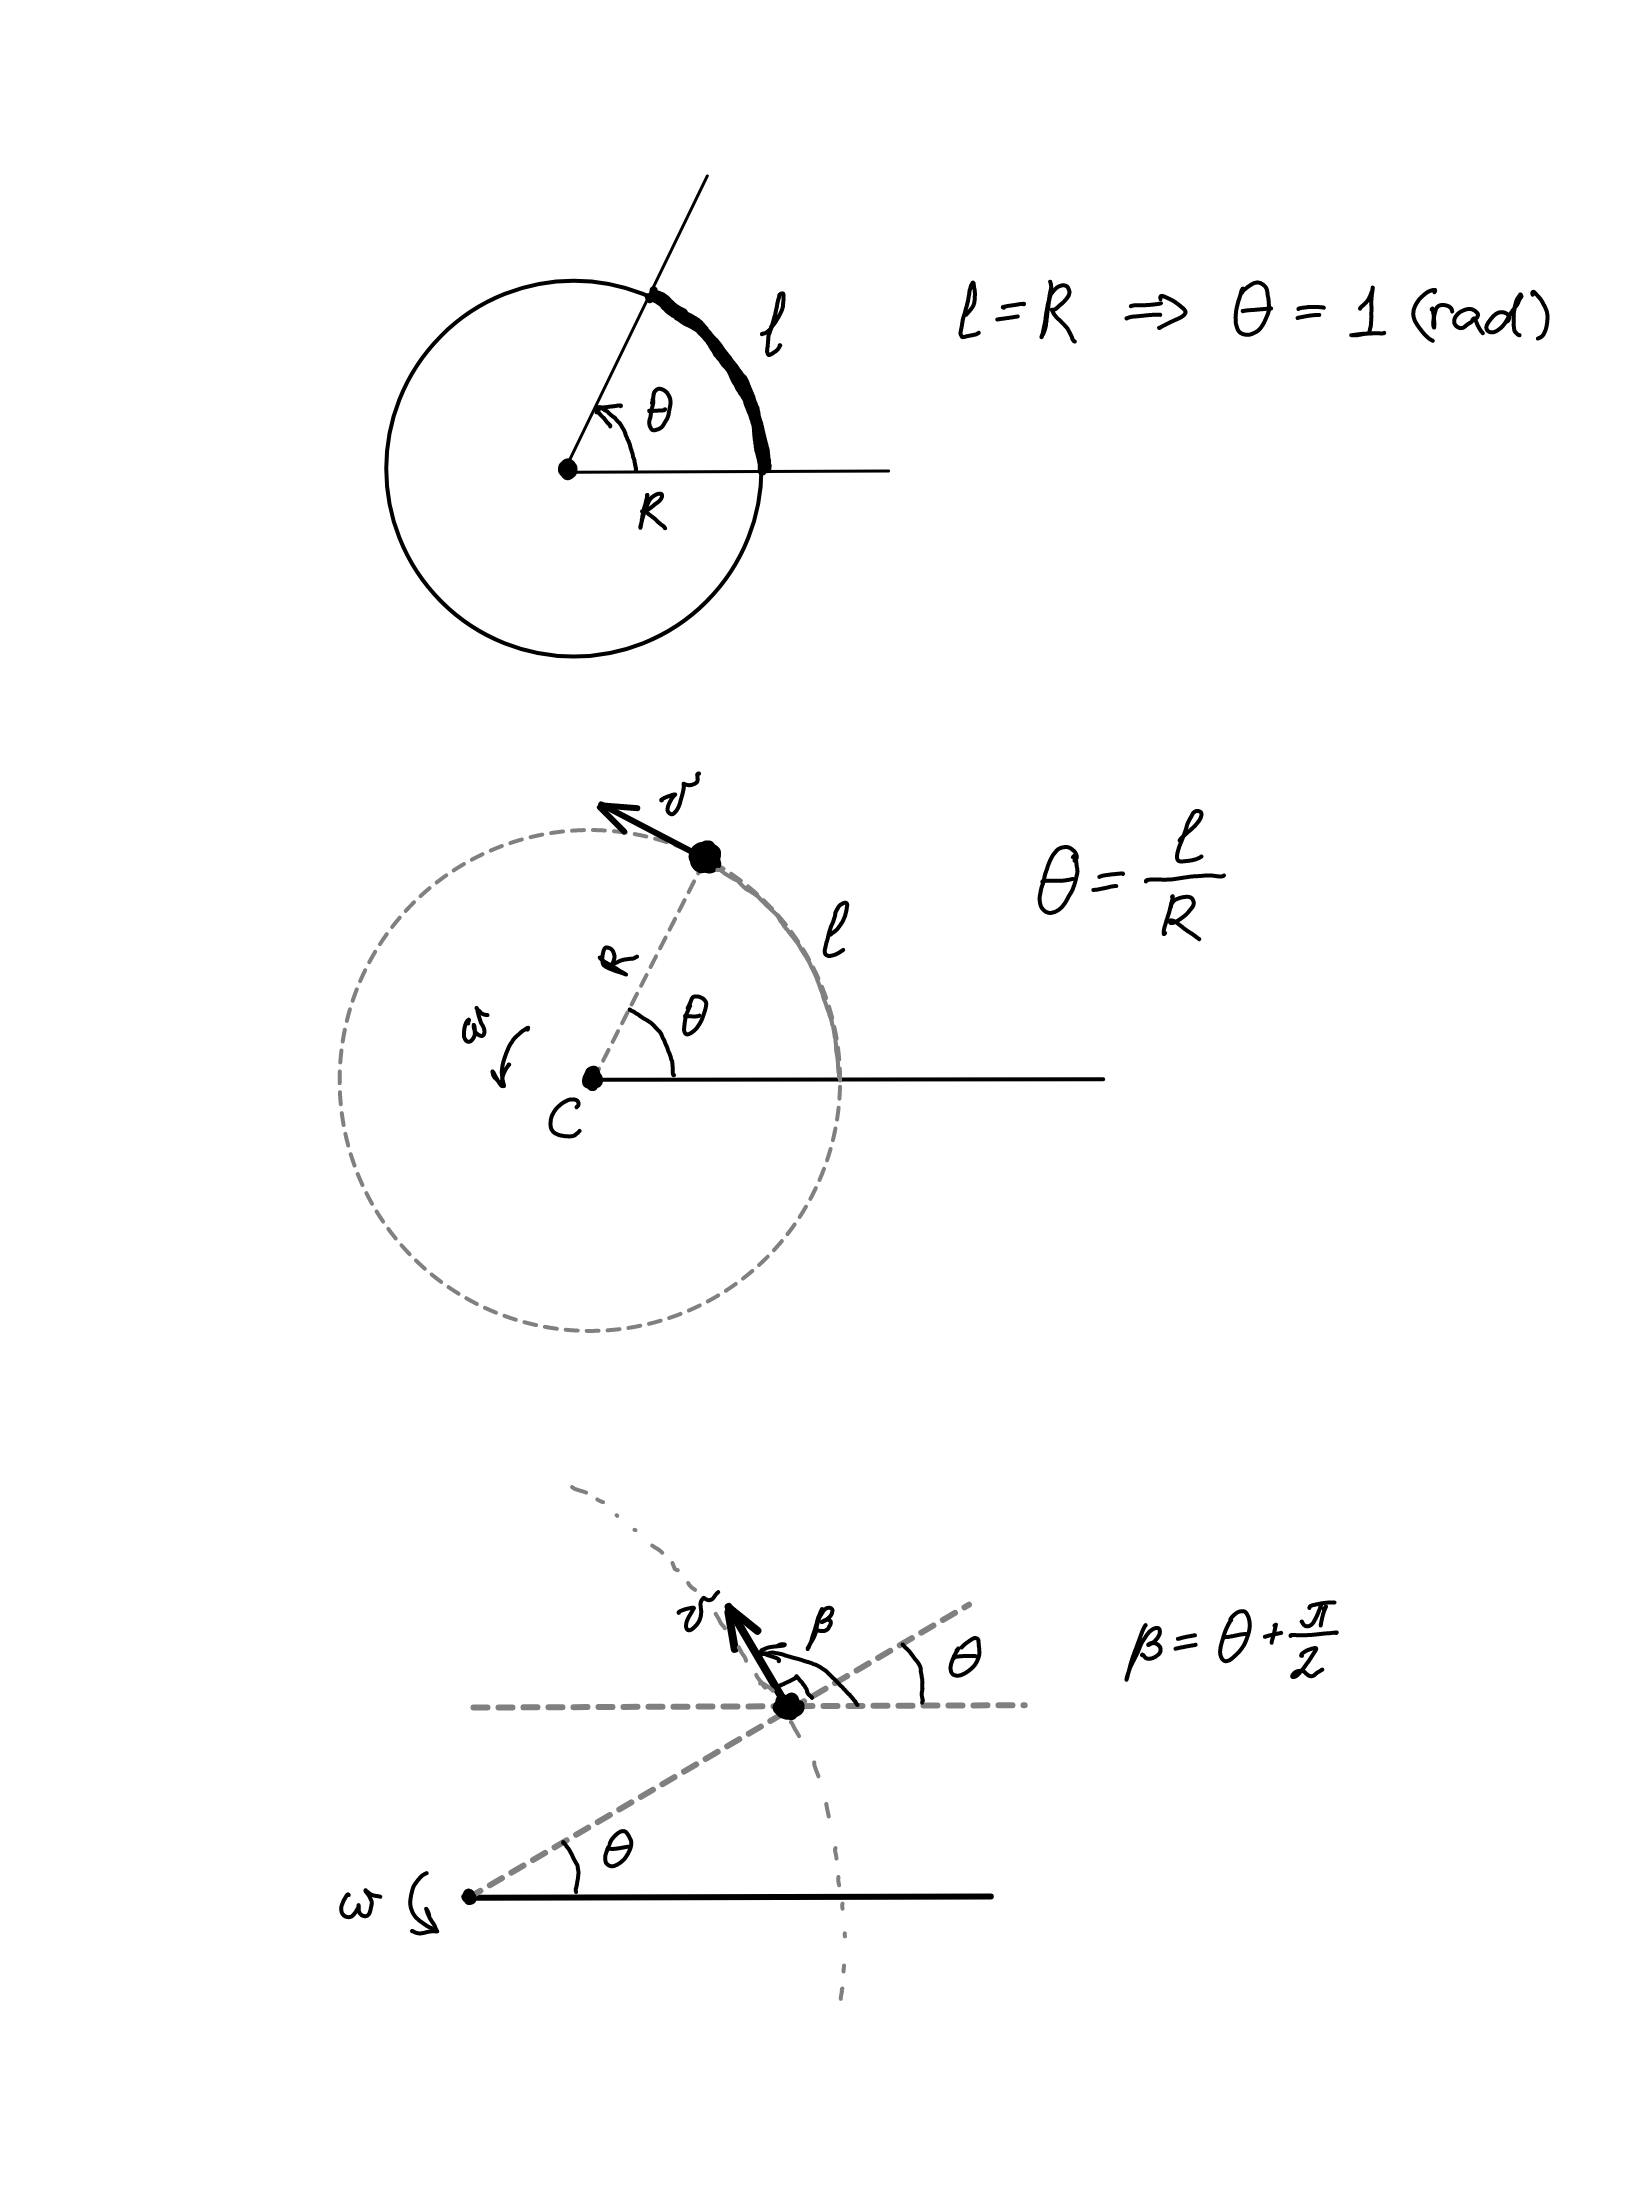 l
l = R ⇒ θ = 1 (rad)
θ
R
v
l
θ = l/R
R
θ
ω
C
v
β
θ
β = θ + π/2
θ
ω